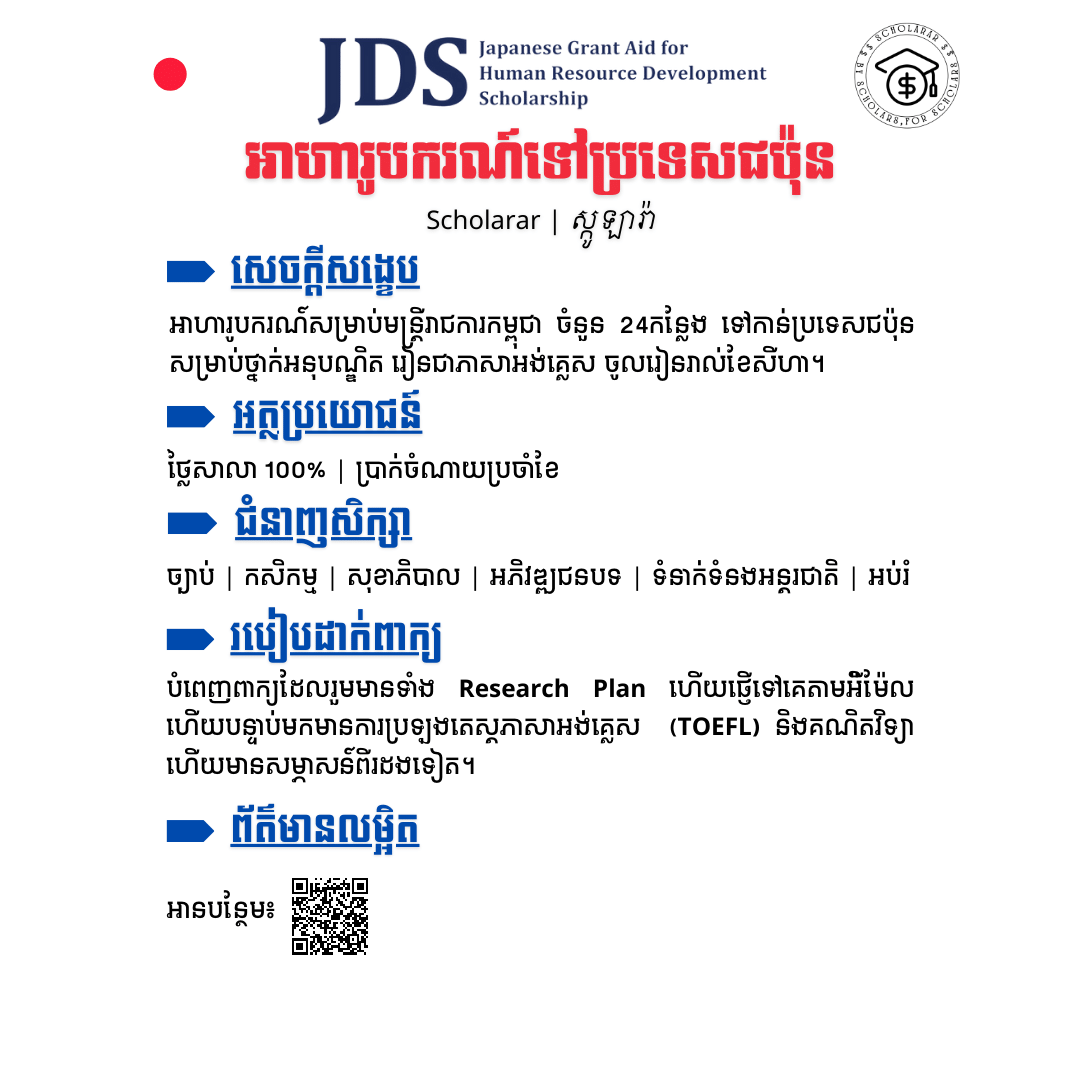 JDS
Japanese Grant Aid for
Human Resource Development
Scholarship
$$ SCHOLARAR $$
BY SCHOLARS,FOR SCHOLARS
អាហារូបករណ៍ទៅប្រទេសជប៉ុន
Scholarar | ស្កូឡារ៉ា
សេចក្តីសង្ខេប
អាហារូបករណ៍សម្រាប់មន្ត្រីរាជការកម្ពុជា ចំនួន 24កន្លែង ទៅកាន់ប្រទេសជប៉ុន
សម្រាប់ថ្នាក់អនុបណ្ឌិត រៀនជាភាសាអង់គ្លេស ចូលរៀនរាល់ខែសីហា។
អត្ថប្រយោជន៍
ថ្លៃសាលា 100% | ប្រាក់ចំណាយប្រចាំខែ
ជំនាញសិក្សា
ច្បាប់ | កសិកម្ម | សុខាភិបាល | អភិវឌ្ឍជនបទ | ទំនាក់ទំនងអន្តរជាតិ | អប់រំ
របៀបដាក់ពាក្យ
បំពេញពាក្យដែលរួមមានទាំង Research Plan ហើយផ្ញើទៅគេតាមអ៊ីម៉ែល
ហើយបន្ទាប់មកមានការប្រឡងតេស្តភាសាអង់គ្លេស (TOEFL) និងគណិតវិទ្យា
ហើយមានសម្ភាសន៍ពីរដងទៀត។
ព័ត៌មានលម្អិត
អានបន្ថែម៖